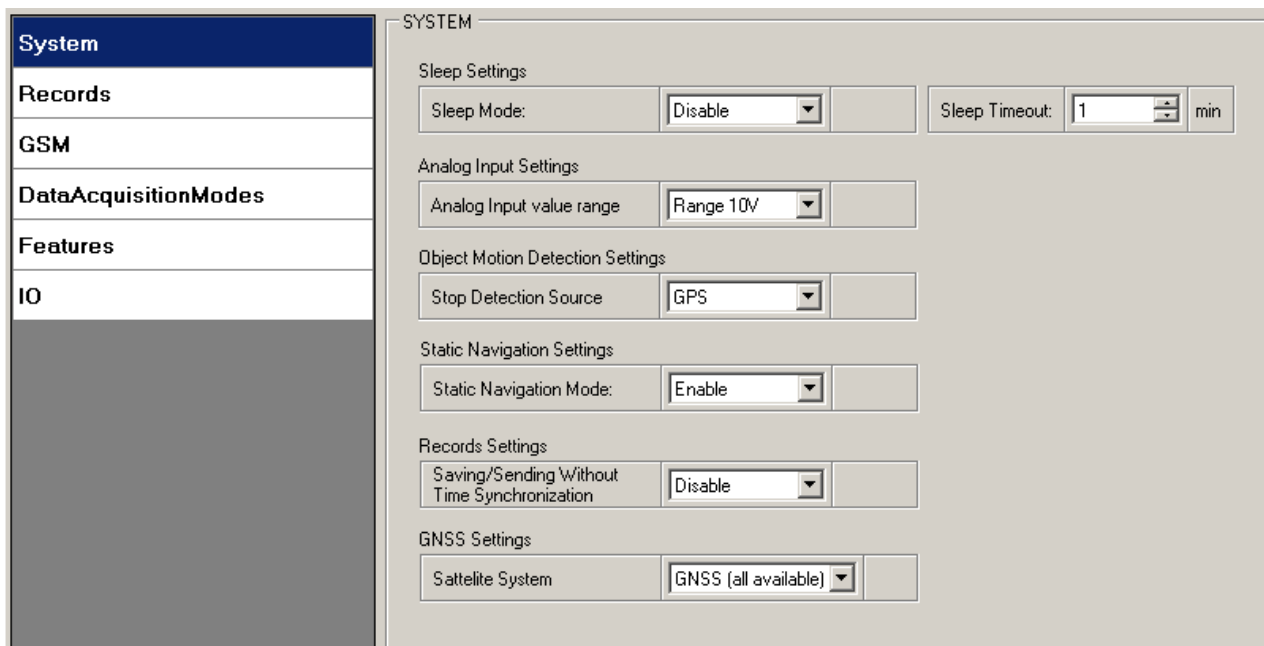 System
Records
GSM
DataAcquisitionModes
Features
IO
SYSTEM
Sleep Settings
Sleep Mode: Disable Sleep Timeout: 1 min
Analog Input Settings
Analog Input value range Range 10V
Object Motion Detection Settings
Stop Detection Source GPS
Static Navigation Settings
Static Navigation Mode: Enable
Records Settings
Saving/Sending Without
Time Synchronization Disable
GNSS Settings
Sattelite System GNSS (all available)